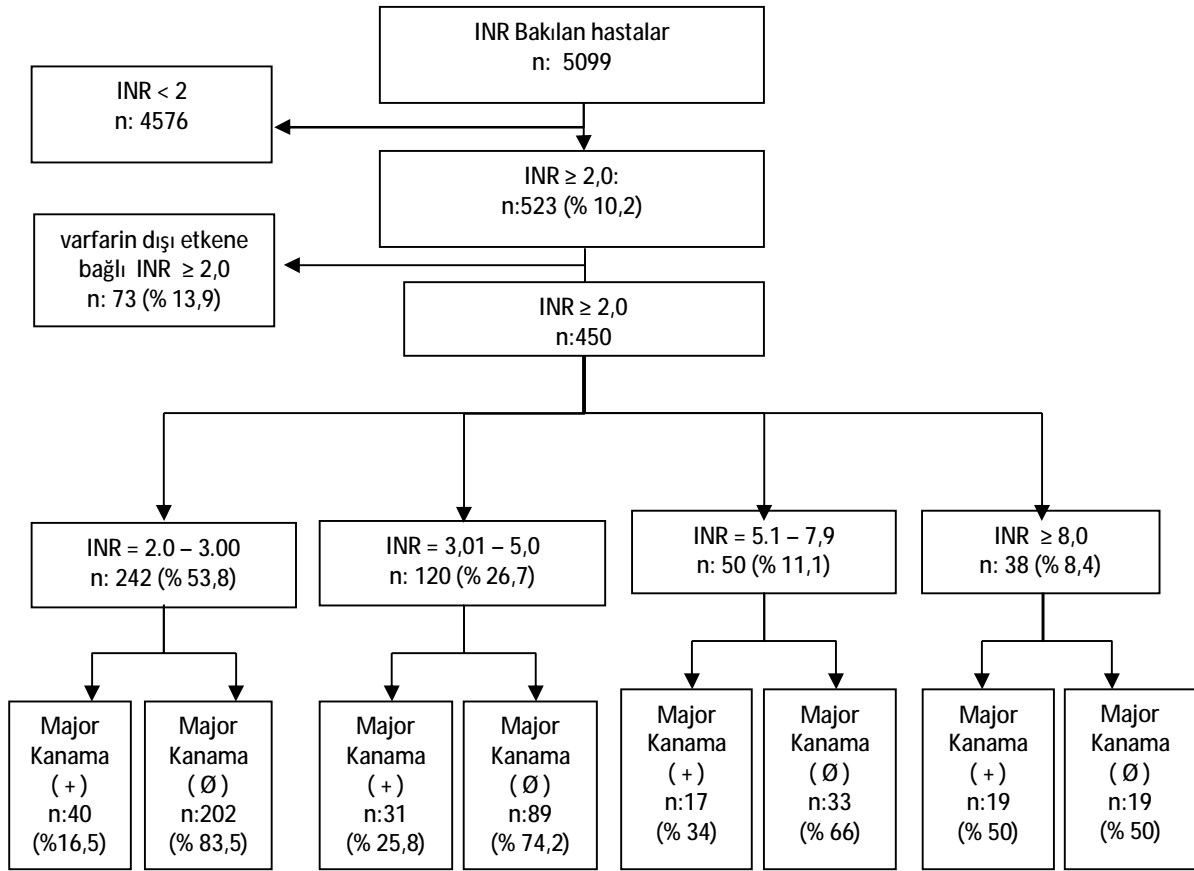 INR Bakılan hastalar
n: 5099
INR < 2
n: 4576
INR ≥ 2,0:
n:523 (% 10,2)
varfarin dışı etkene
bağlı INR ≥ 2,0
n: 73 (% 13,9)
INR ≥ 2,0
n:450
INR = 2.0 – 3.00
n: 242 (% 53,8)
INR = 3,01 – 5,0
n: 120 (% 26,7)
INR = 5.1 – 7,9
n: 50 (% 11,1)
INR ≥ 8,0
n: 38 (% 8,4)
Major
Kanama
( + )
n:40
(%16,5)
Major
Kanama
( Ø )
n:202
(% 83,5)
Major
Kanama
( + )
n:31
(% 25,8)
Major
Kanama
( Ø )
n:89
(% 74,2)
Major
Kanama
( + )
n:17
(% 34)
Major
Kanama
( Ø )
n:33
(% 66)
Major
Kanama
( + )
n:19
(% 50)
Major
Kanama
( Ø )
n:19
(% 50)